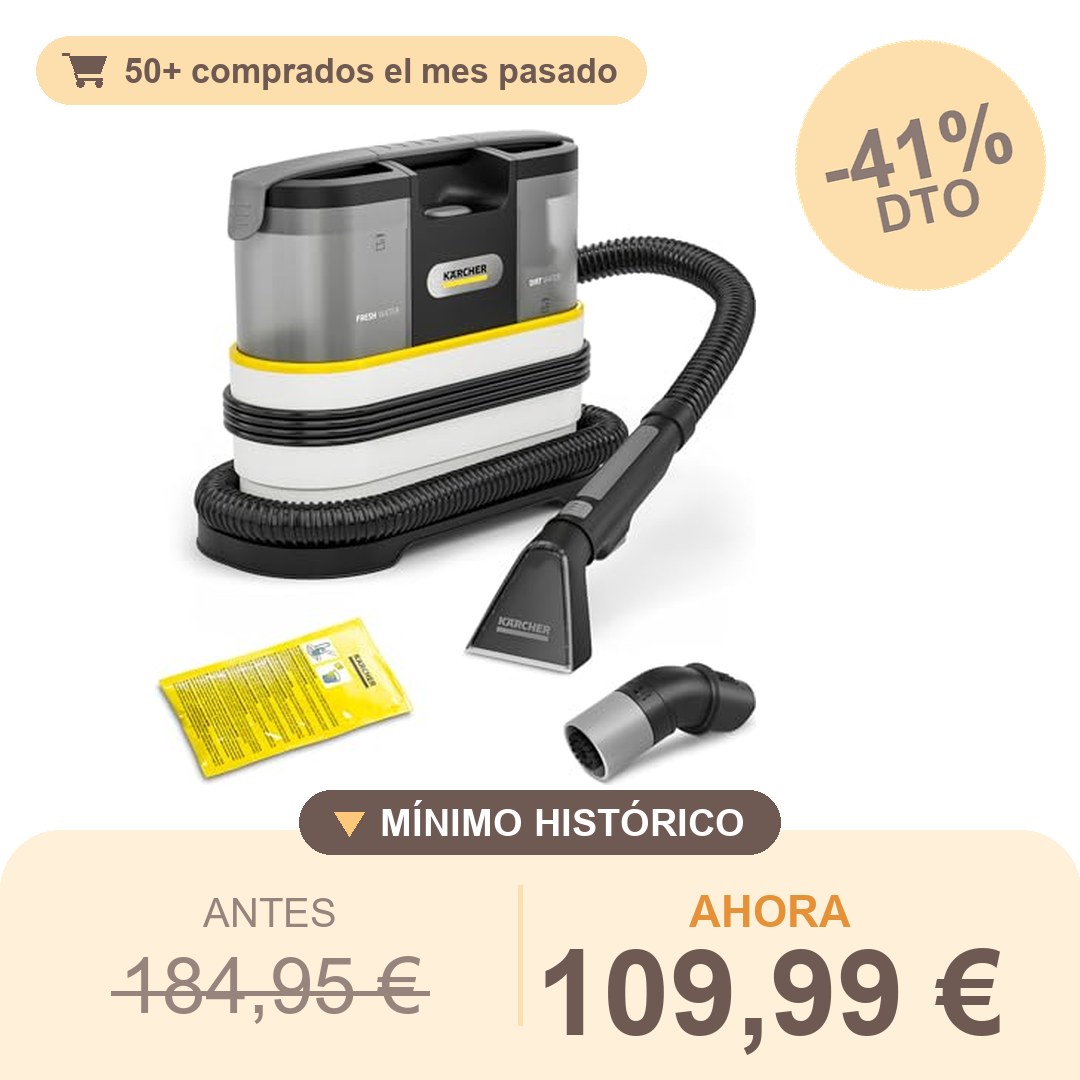 50+ comprados el mes pasado
-41%
DTO
KÄRCHER
FRESH WATER
DIRT WATER
KÄRCHER
KÄRCHER
MÍNIMO HISTÓRICO
ANTES
184,95 €
AHORA
109,99 €